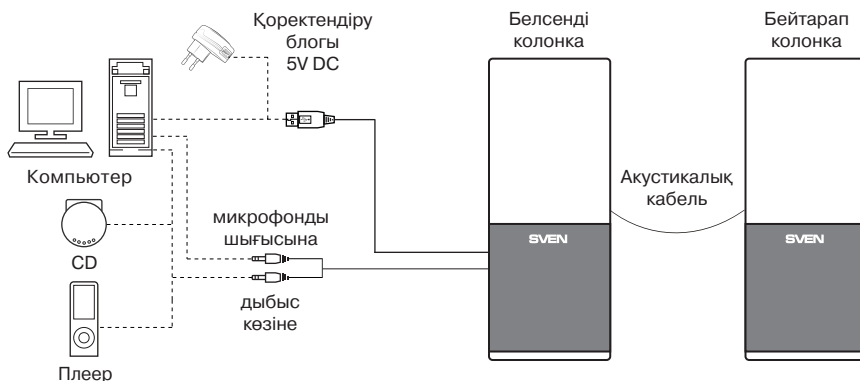 Қоректендіру
блогы
5V DC
Белсенді
колонка
Бейтарап
колонка
Компьютер
Акустикалық
кабель
микрофонды
шығысына
SVEN
SVEN
CD
дыбыс
көзіне
Плеер